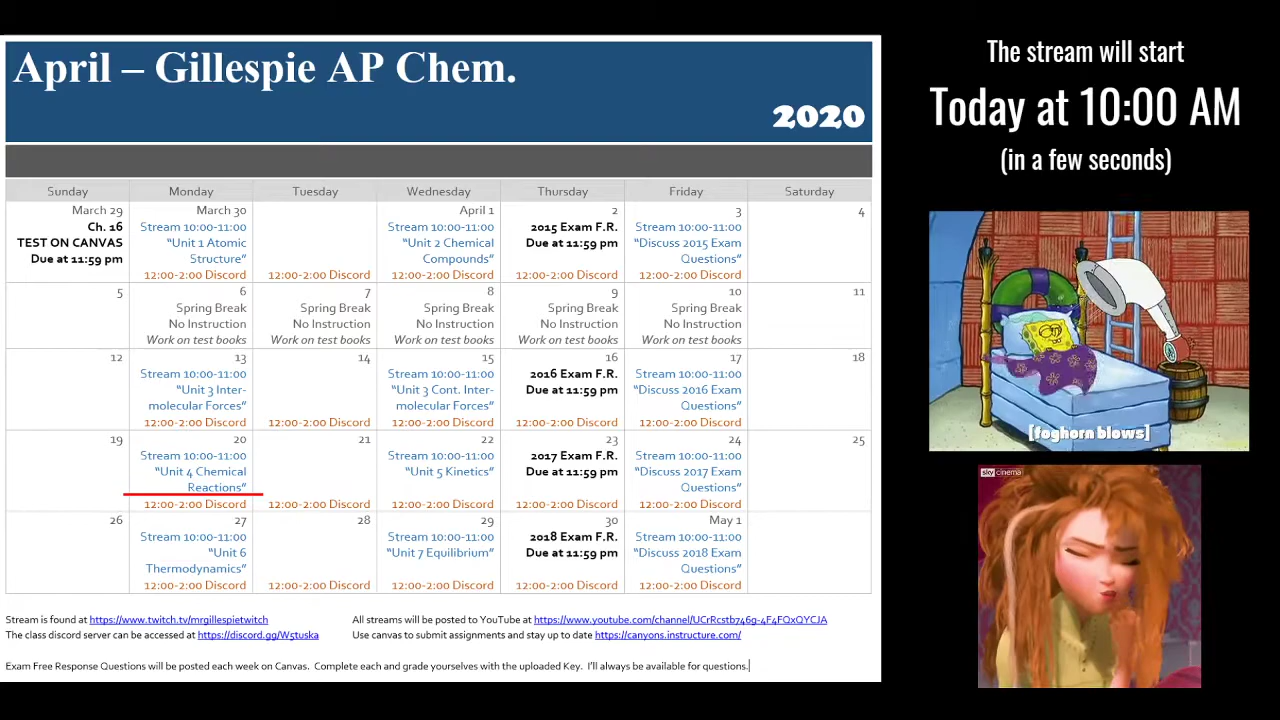 April – Gillespie AP Chem.
2020
Sunday Monday Tuesday Wednesday Thursday Friday Saturday
March 29
Ch. 16
TEST ON CANVAS
Due at 11:59 pm
March 30
Stream 10:00-11:00
"Unit 1 Atomic
Structure"
12:00-2:00 Discord
12:00-2:00 Discord
April 1
Stream 10:00-11:00
"Unit 2 Chemical
Compounds"
12:00-2:00 Discord
2
2015 Exam F.R.
Due at 11:59 pm
12:00-2:00 Discord
3
Stream 10:00-11:00
"Discuss 2015 Exam
Questions"
12:00-2:00 Discord
4
5
6
Spring Break
No Instruction
Work on test books
7
Spring Break
No Instruction
Work on test books
8
Spring Break
No Instruction
Work on test books
9
Spring Break
No Instruction
Work on test books
10
Spring Break
No Instruction
Work on test books
11
12
13
Stream 10:00-11:00
"Unit 3 Inter-
molecular Forces"
12:00-2:00 Discord
14
12:00-2:00 Discord
15
Stream 10:00-11:00
"Unit 3 Cont. Inter-
molecular Forces"
12:00-2:00 Discord
16
2016 Exam F.R.
Due at 11:59 pm
12:00-2:00 Discord
17
Stream 10:00-11:00
"Discuss 2016 Exam
Questions"
12:00-2:00 Discord
18
19
20
Stream 10:00-11:00
"Unit 4 Chemical
Reactions"
12:00-2:00 Discord
21
12:00-2:00 Discord
22
Stream 10:00-11:00
"Unit 5 Kinetics"
12:00-2:00 Discord
23
2017 Exam F.R.
Due at 11:59 pm
12:00-2:00 Discord
24
Stream 10:00-11:00
"Discuss 2017 Exam
Questions"
12:00-2:00 Discord
25
26
27
Stream 10:00-11:00
"Unit 6
Thermodynamics"
12:00-2:00 Discord
28
12:00-2:00 Discord
29
Stream 10:00-11:00
"Unit 7 Equilibrium"
12:00-2:00 Discord
30
2018 Exam F.R.
Due at 11:59 pm
12:00-2:00 Discord
May 1
Stream 10:00-11:00
"Discuss 2018 Exam
Questions"
12:00-2:00 Discord
Stream is found at https://www.twitch.tv/mrgillespietwitch All streams will be posted to YouTube at https://www.youtube.com/channel/UCrRcstb746g-4F4FQxQYCJA
The class discord server can be accessed at https://discord.gg/W5tuska Use canvas to submit assignments and stay up to date https://canyons.instructure.com/
Exam Free Response Questions will be posted each week on Canvas. Complete each and grade yourselves with the uploaded Key. I'll always be available for questions.
The stream will start
Today at 10:00 AM
(in a few seconds)
[foghorn blows]
sky cinema